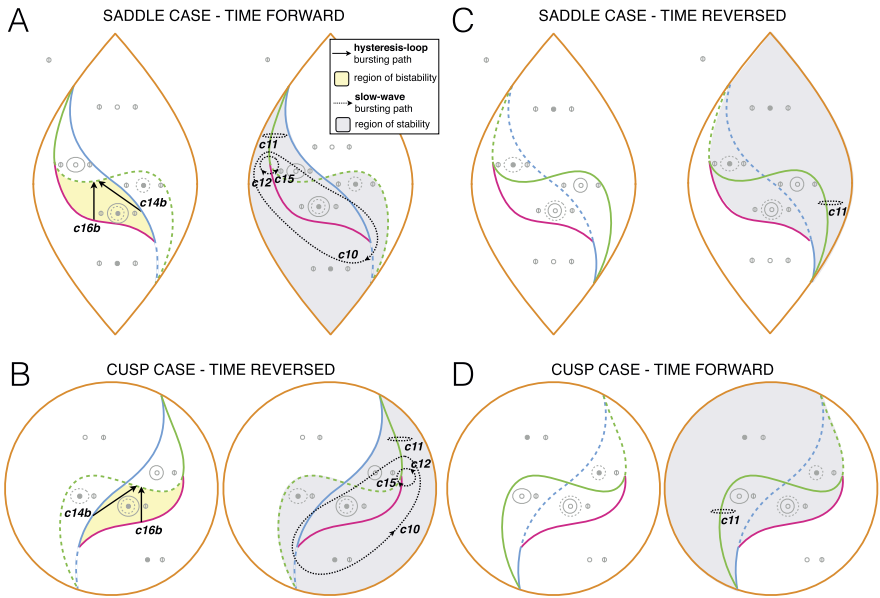 A
SADDLE CASE - TIME FORWARD
C
SADDLE CASE - TIME REVERSED
hysteresis-loop
bursting path
region of bistability
slow-wave
bursting path
region of stability
c16b
c14b
c11
c12
c15
c10
c11
B
CUSP CASE - TIME REVERSED
D
CUSP CASE - TIME FORWARD
c14b
c16b
c11
c12
c15
c10
c11